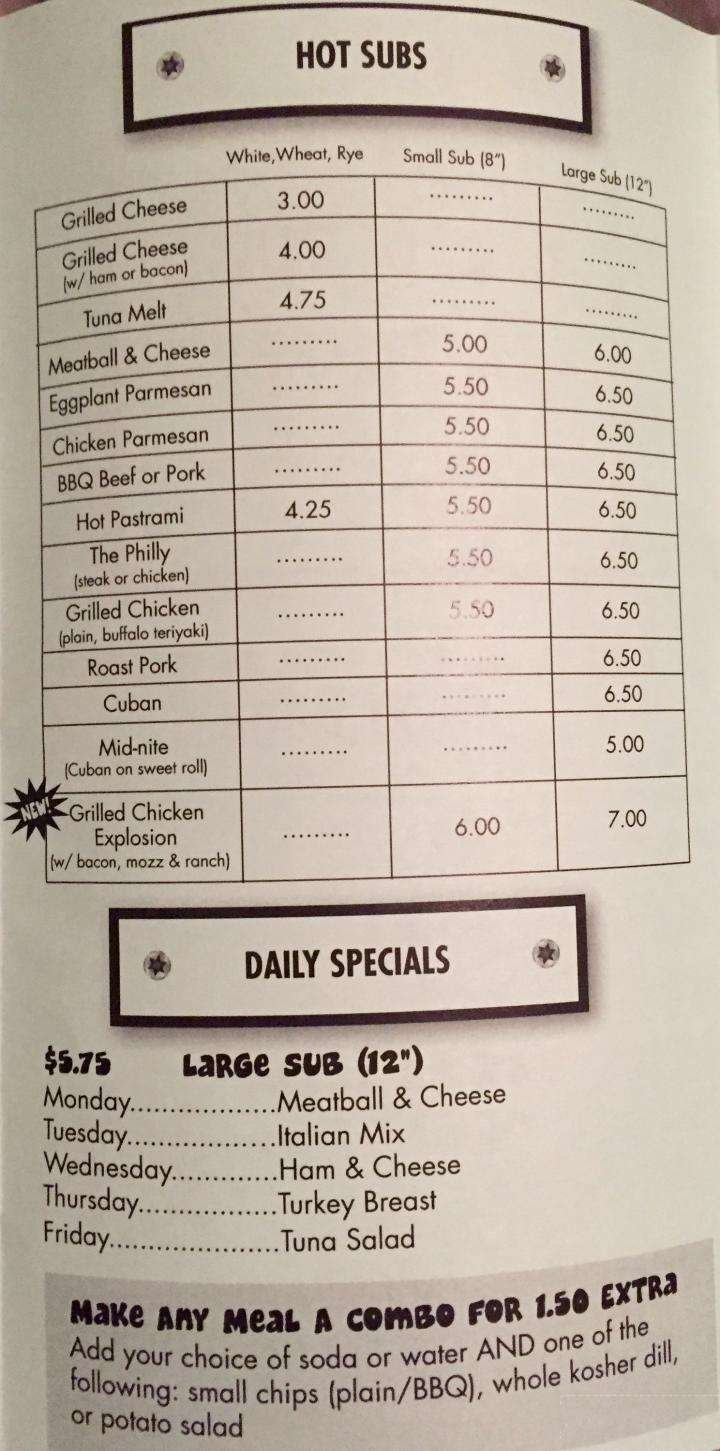 HOT SUBS
White, Wheat, Rye Small Sub (8") Large Sub (12")
Grilled Cheese 3.00 ......... .........
Grilled Cheese 4.00 ......... .........
(w/ ham or bacon)
Tuna Melt 4.75 ......... .........
Meatball & Cheese ......... 5.00 6.00
Eggplant Parmesan ......... 5.50 6.50
Chicken Parmesan ......... 5.50 6.50
BBQ Beef or Pork ......... 5.50 6.50
Hot Pastrami 4.25 5.50 6.50
The Philly ......... 5.50 6.50
(steak or chicken)
Grilled Chicken ......... 5.50 6.50
(plain, buffalo teriyaki)
Roast Pork ......... ......... 6.50
Cuban ......... ......... 6.50
Mid-nite ......... ......... 5.00
(Cuban on sweet roll)
NEW! Grilled Chicken
Explosion ......... 6.00 7.00
(w/ bacon, mozz & ranch)
DAILY SPECIALS
$5.75 LARGE SUB (12")
Monday..................Meatball & Cheese
Tuesday..................Italian Mix
Wednesday.............Ham & Cheese
Thursday.................Turkey Breast
Friday.....................Tuna Salad
MAKE ANY MEAL A COMBO FOR 1.50 EXTRA
Add your choice of soda or water AND one of the
following: small chips (plain/BBQ), whole kosher dill,
or potato salad